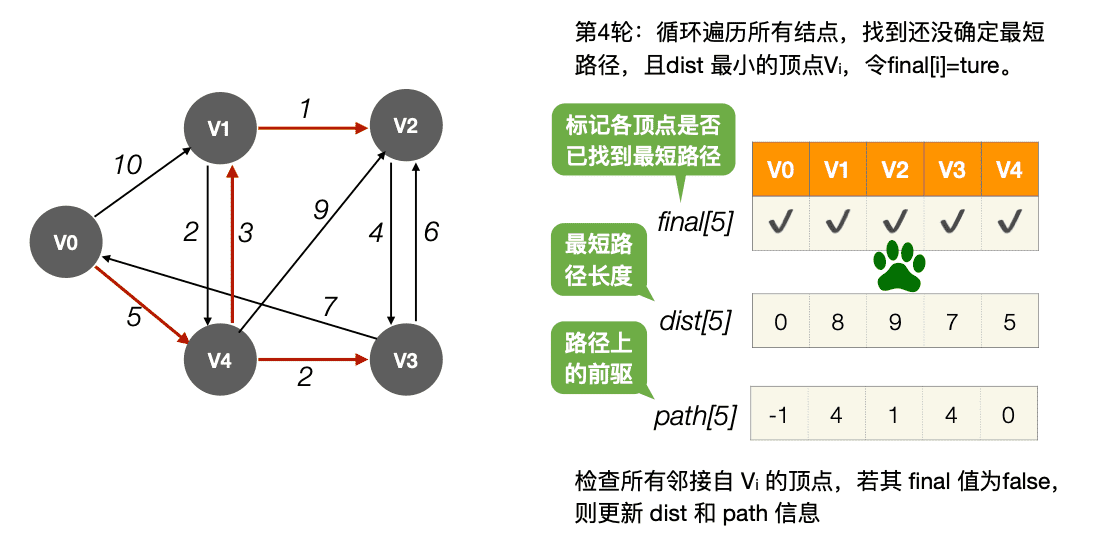 第4轮：循环遍历所有结点，找到还没确定最短
路径，且dist 最小的顶点Vᵢ，令final[i]=ture。
标记各顶点是否
已找到最短路径
V0 V1 V2 V3 V4
final[5] ✓ ✓ ✓ ✓ ✓
最短路
径长度
dist[5] 0 8 9 7 5
路径上
的前驱
path[5] -1 4 1 4 0
检查所有邻接自 Vᵢ 的顶点，若其 final 值为false，
则更新 dist 和 path 信息
V1 1 V2
10
V0
2 3 9 4 6
5 7
V4 2 V3